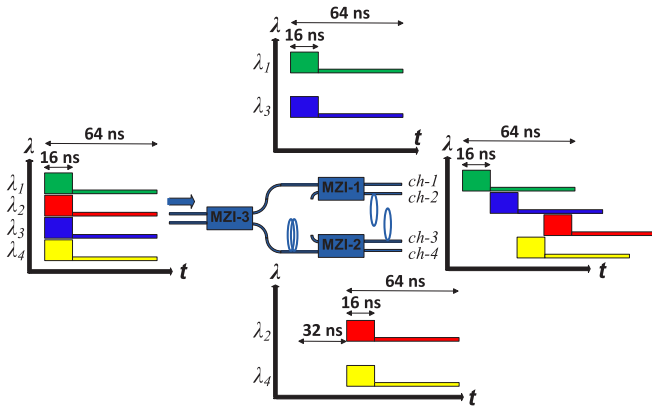 64 ns
λ
16 ns
λ1
λ3
t
64 ns
λ
16 ns
λ1
λ2
λ3
λ4
t
MZI-3
MZI-1
MZI-2
ch-1
ch-2
ch-3
ch-4
64 ns
λ
16 ns
t
64 ns
λ
16 ns
32 ns
λ2
λ4
t